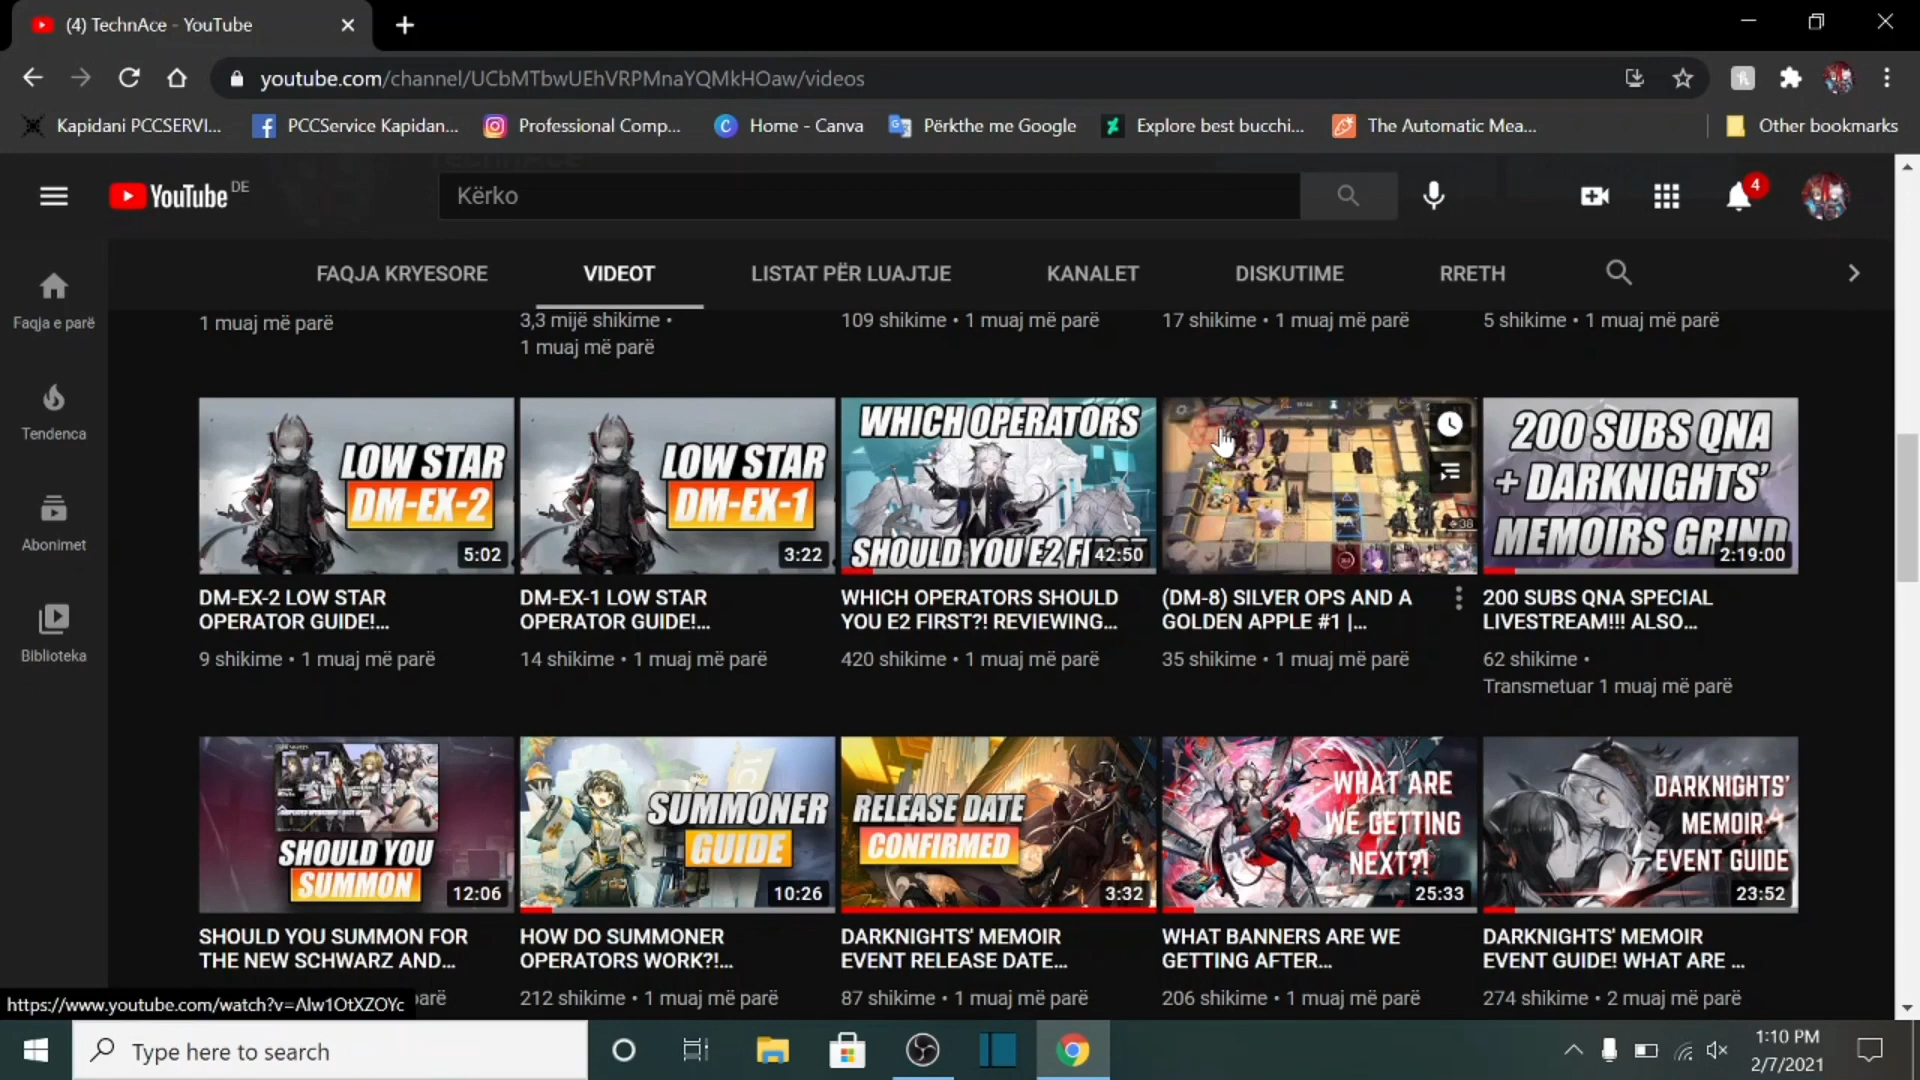 (4) TechnAce - YouTube
youtube.com/channel/UCbMTbwUEhVRPMnaYQMkHOaw/videos
Kapidani PCCSERVI...
PCCService Kapidan...
Professional Comp...
Home - Canva
Përkthe me Google
Explore best bucchi...
The Automatic Mea...
Other bookmarks
YouTube DE
Kërko
4
FAQJA KRYESORE
VIDEOT
LISTAT PËR LUAJTJE
KANALET
DISKUTIME
RRETH
Faqja e parë
Tendenca
Abonimet
Biblioteka
1 muaj më parë
3,3 mijë shikime •
1 muaj më parë
109 shikime • 1 muaj më parë
17 shikime • 1 muaj më parë
5 shikime • 1 muaj më parë
LOW STAR
DM-EX-2
5:02
DM-EX-2 LOW STAR
OPERATOR GUIDE!...
9 shikime • 1 muaj më parë
LOW STAR
DM-EX-1
3:22
DM-EX-1 LOW STAR
OPERATOR GUIDE!...
14 shikime • 1 muaj më parë
WHICH OPERATORS
SHOULD YOU E2
42:50
WHICH OPERATORS SHOULD
YOU E2 FIRST?! REVIEWING...
420 shikime • 1 muaj më parë
(DM-8) SILVER OPS AND A
GOLDEN APPLE #1 |...
35 shikime • 1 muaj më parë
200 SUBS QNA
+ DARKNIGHTS'
MEMOIRS GRIND
2:19:00
200 SUBS QNA SPECIAL
LIVESTREAM!!! ALSO...
62 shikime •
Transmetuar 1 muaj më parë
SHOULD YOU
SUMMON
12:06
SHOULD YOU SUMMON FOR
THE NEW SCHWARZ AND...
SUMMONER
GUIDE
10:26
HOW DO SUMMONER
OPERATORS WORK?!...
212 shikime • 1 muaj më parë
RELEASE DATE
CONFIRMED
3:32
DARKNIGHTS' MEMOIR
EVENT RELEASE DATE...
87 shikime • 1 muaj më parë
WHAT ARE
WE GETTING
NEXT?!
25:33
WHAT BANNERS ARE WE
GETTING AFTER...
206 shikime • 1 muaj më parë
DARKNIGHTS'
MEMOIR
EVENT GUIDE
23:52
DARKNIGHTS' MEMOIR
EVENT GUIDE! WHAT ARE ...
274 shikime • 2 muaj më parë
https://www.youtube.com/watch?v=Alw1OtXZOYc
arë
Type here to search
1:10 PM
2/7/2021